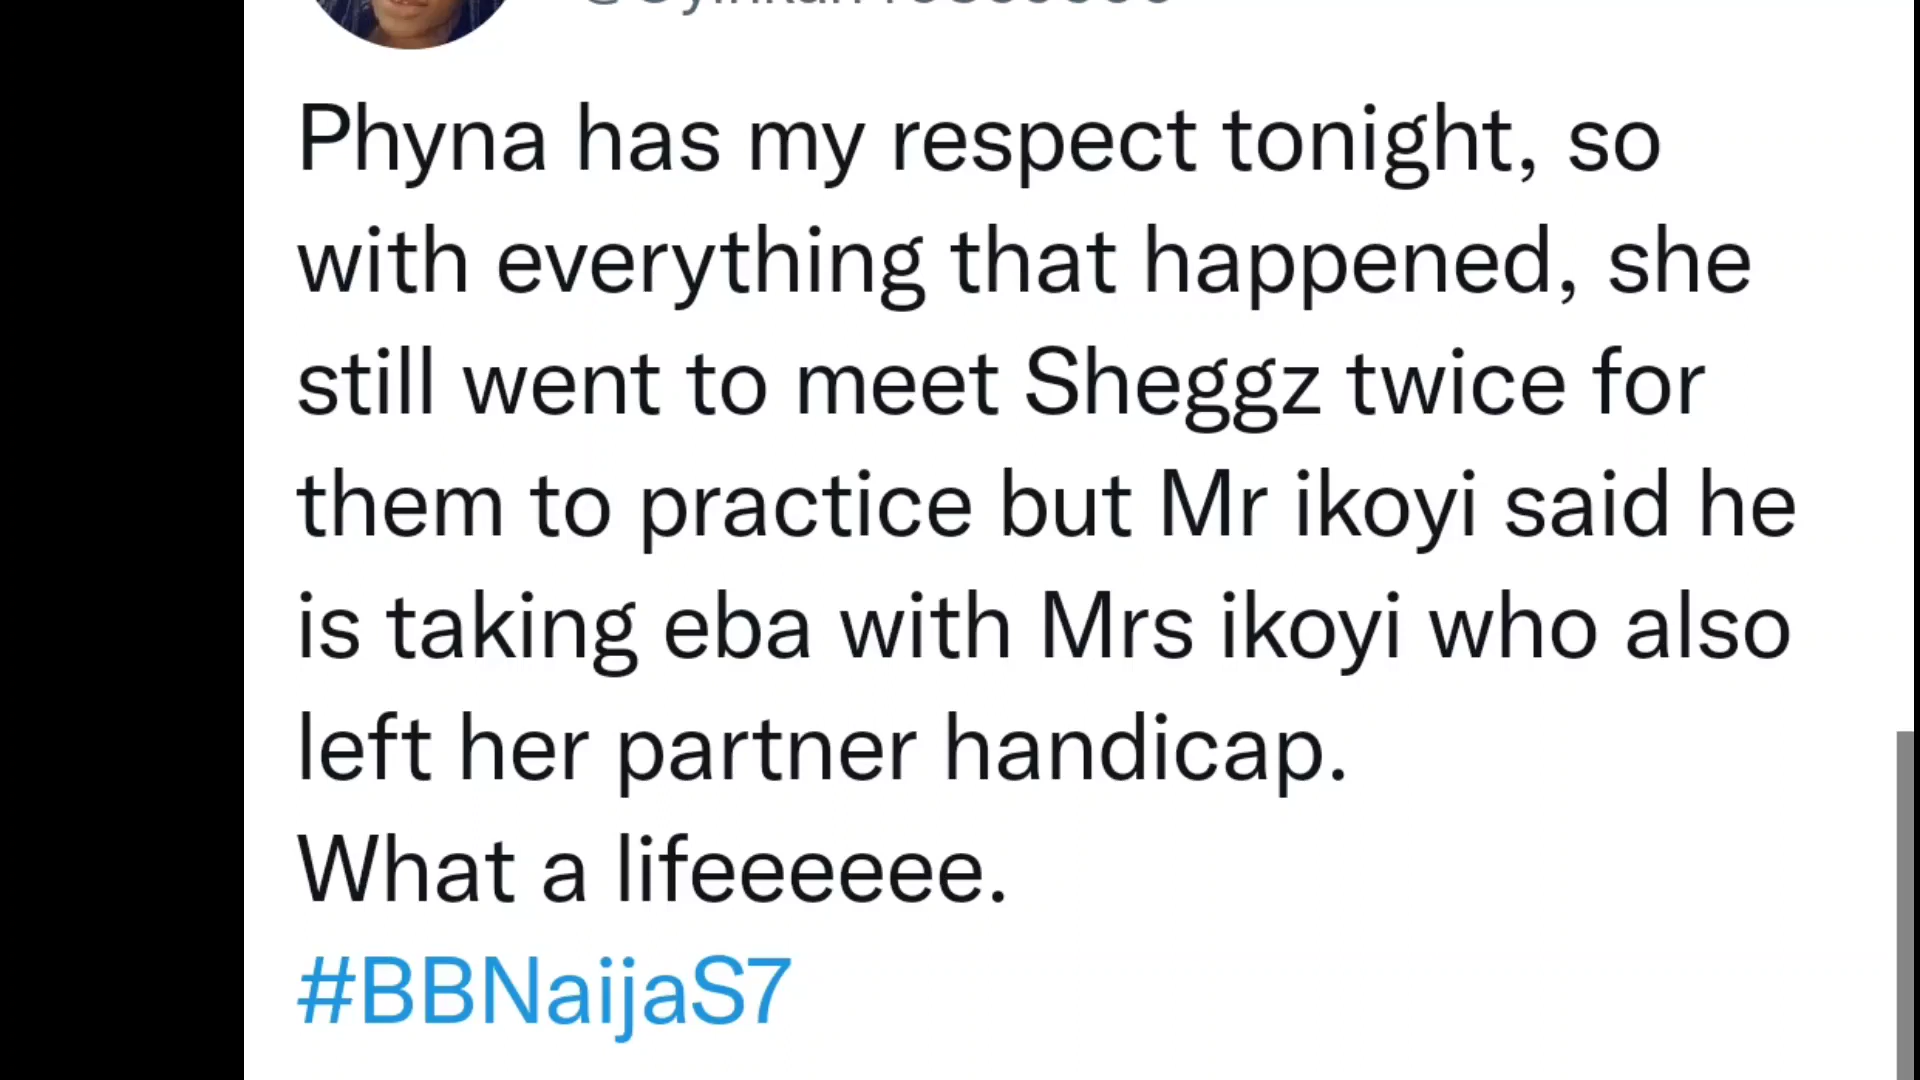 Phyna has my respect tonight, so
with everything that happened, she
still went to meet Sheggz twice for
them to practice but Mr ikoyi said he
is taking eba with Mrs ikoyi who also
left her partner handicap.
What a lifeeeeee.
#BBNaijaS7